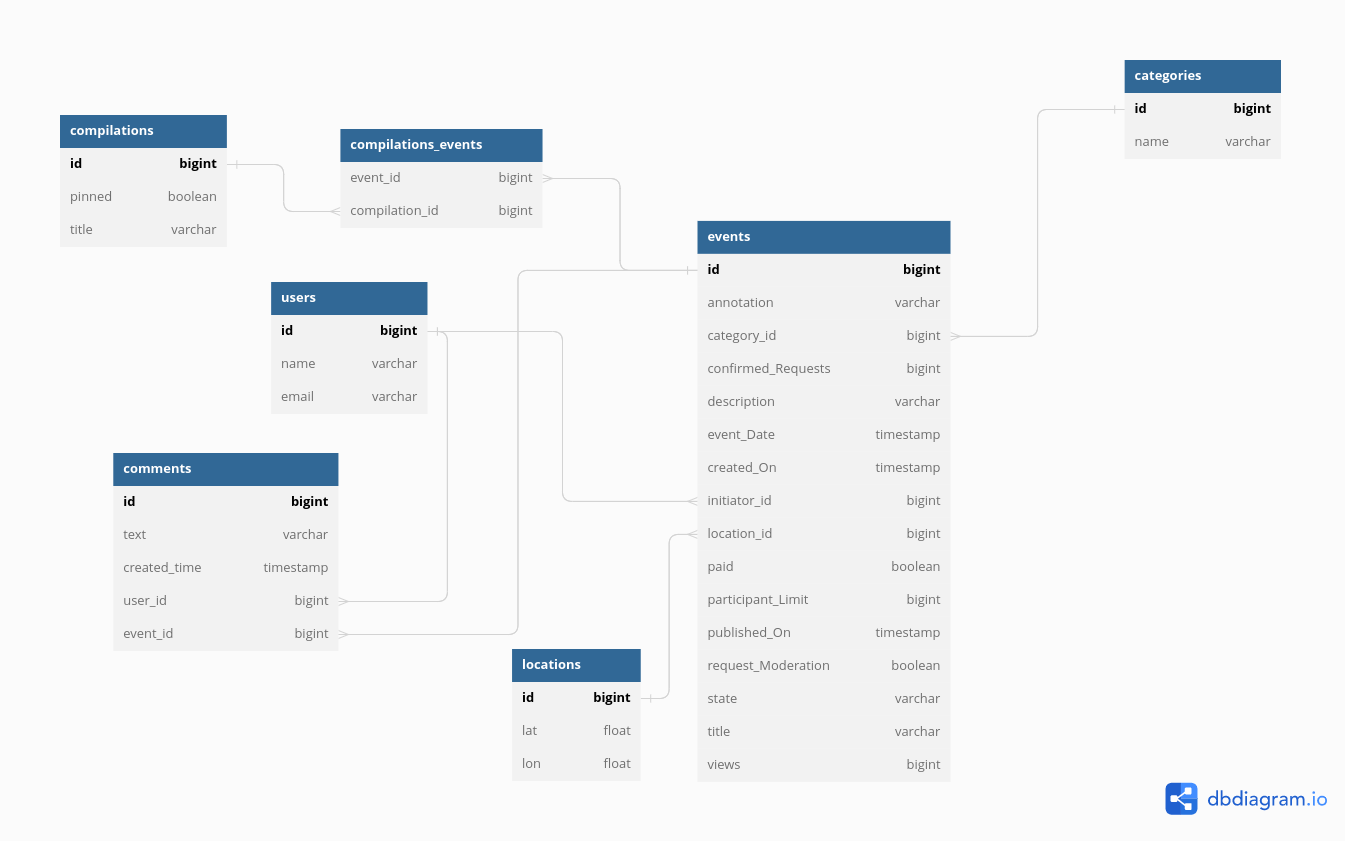 compilations
id bigint
pinned boolean
title varchar
compilations_events
event_id bigint
compilation_id bigint
categories
id bigint
name varchar
users
id bigint
name varchar
email varchar
events
id bigint
annotation varchar
category_id bigint
confirmed_Requests bigint
description varchar
event_Date timestamp
created_On timestamp
initiator_id bigint
location_id bigint
paid boolean
participant_Limit bigint
published_On timestamp
request_Moderation boolean
state varchar
title varchar
views bigint
comments
id bigint
text varchar
created_time timestamp
user_id bigint
event_id bigint
locations
id bigint
lat float
lon float
dbdiagram.io